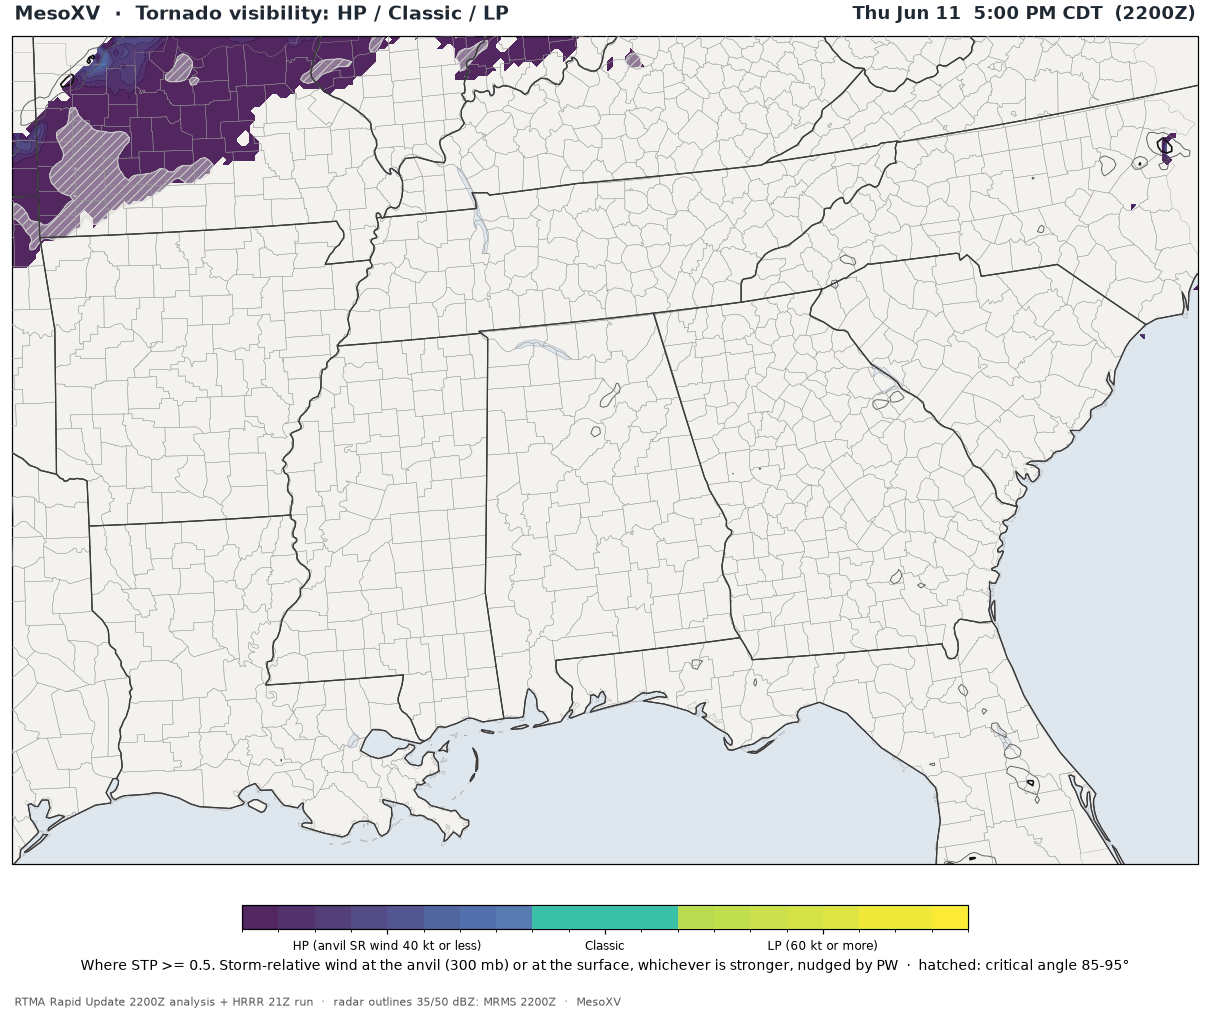 MesoXV · Tornado visibility: HP / Classic / LP
Thu Jun 11 5:00 PM CDT (2200Z)
HP (anvil SR wind 40 kt or less)
Classic
LP (60 kt or more)
Where STP >= 0.5. Storm-relative wind at the anvil (300 mb) or at the surface, whichever is stronger, nudged by PW · hatched: critical angle 85-95°
RTMA Rapid Update 2200Z analysis + HRRR 21Z run · radar outlines 35/50 dBZ: MRMS 2200Z · MesoXV